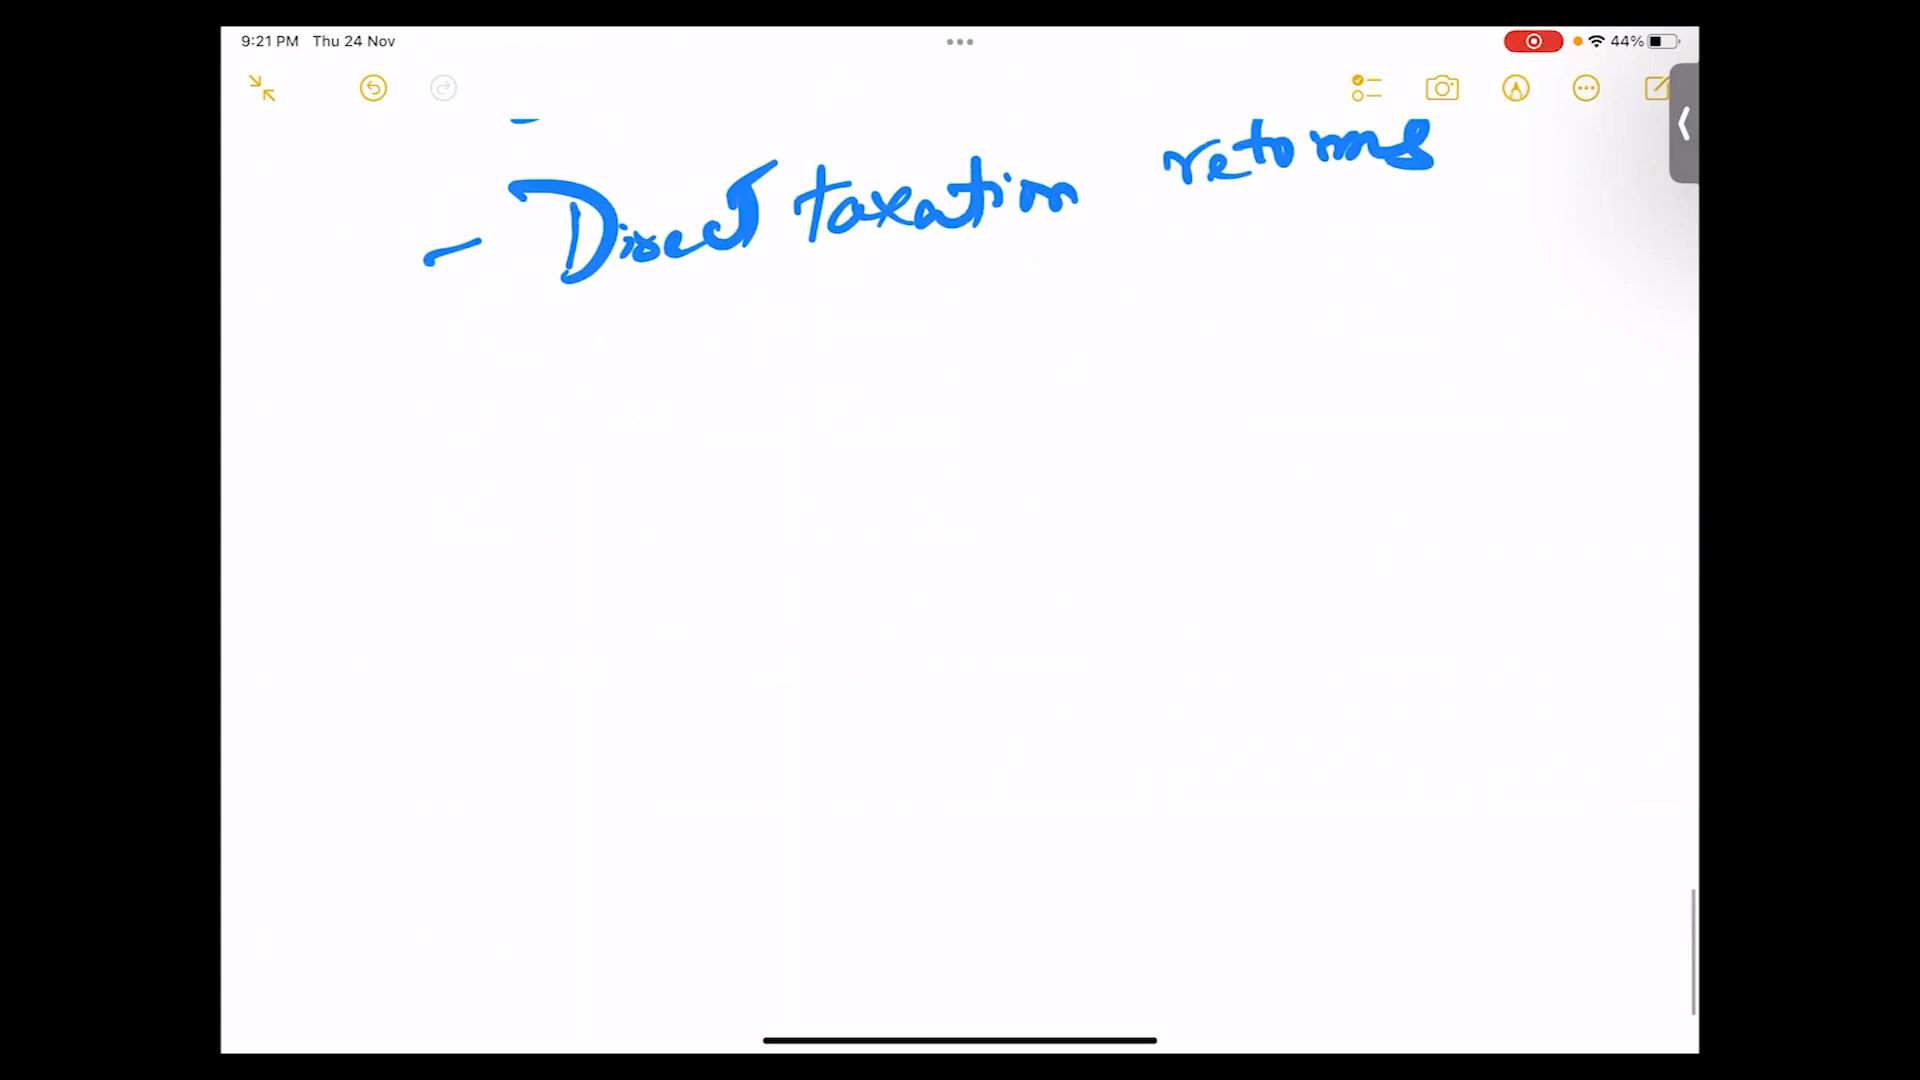 9:21 PM Thu 24 Nov 44%
- Direct taxation reforms